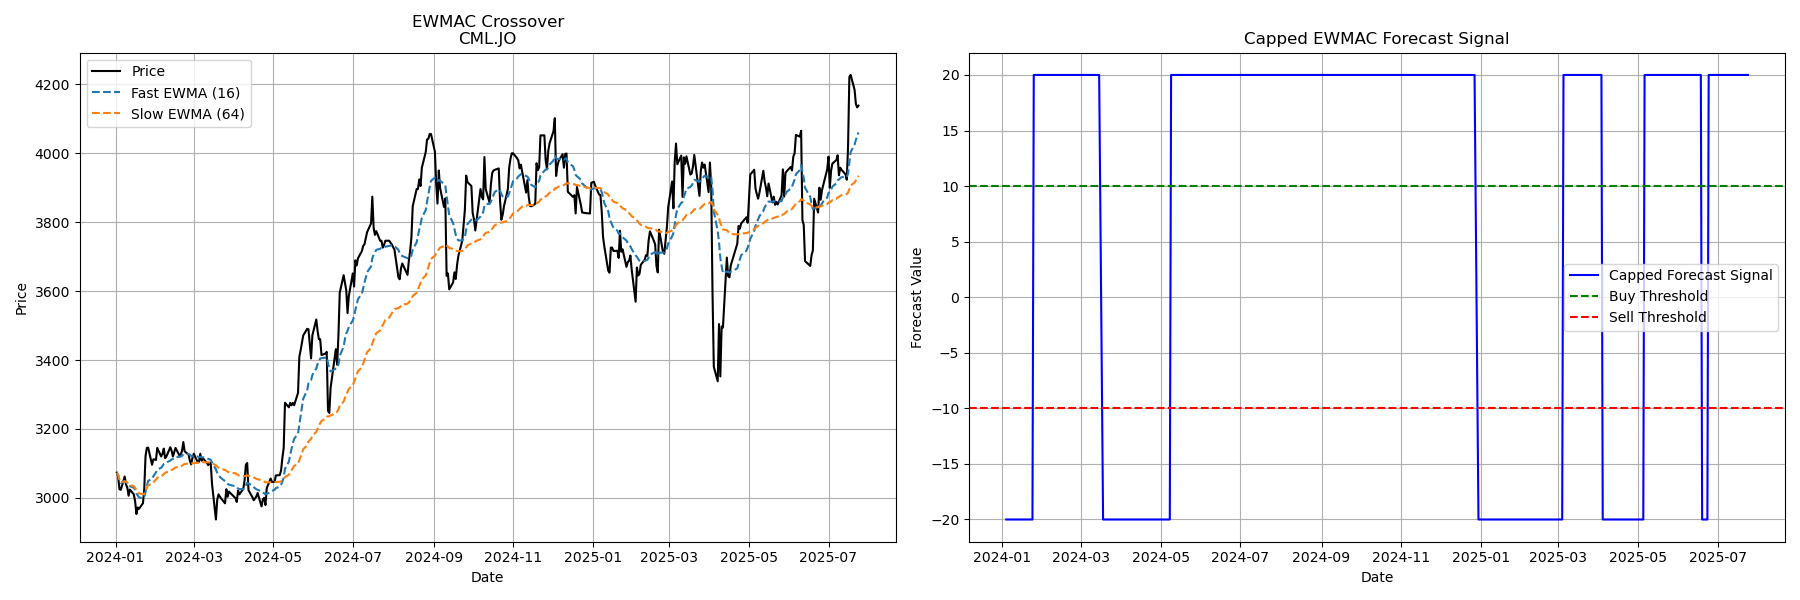 EWMAC Crossover
CML.JO
Price
Fast EWMA (16)
Slow EWMA (64)
4200
4000
3800
3600
3400
3200
3000
Price
2024-01 2024-03 2024-05 2024-07 2024-09 2024-11 2025-01 2025-03 2025-05 2025-07
Date
Capped EWMAC Forecast Signal
20
15
10
5
0
−5
−10
−15
−20
Forecast Value
Capped Forecast Signal
Buy Threshold
Sell Threshold
2024-01 2024-03 2024-05 2024-07 2024-09 2024-11 2025-01 2025-03 2025-05 2025-07
Date